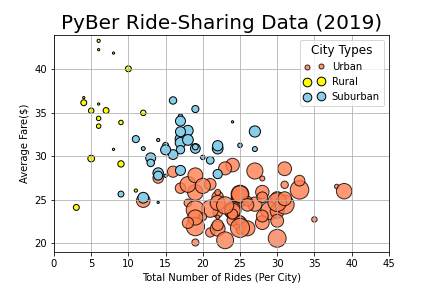 PyBer Ride-Sharing Data (2019)
City Types
Urban
Rural
Suburban
Average Fare($)
40
35
30
25
20
0 5 10 15 20 25 30 35 40 45
Total Number of Rides (Per City)